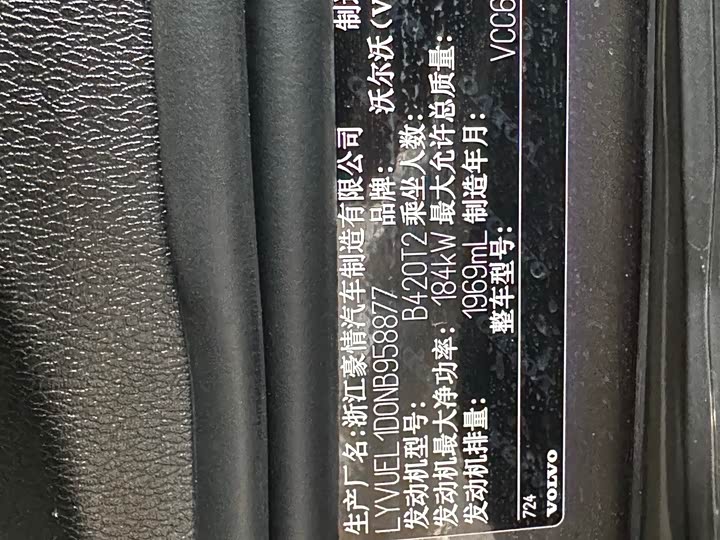 生产厂名:浙江豪情汽车制造有限公司 制造
LYVUEL1D0NB958877 品牌: 沃尔沃(V
发动机型号: B420T2 乘坐人数:
发动机最大净功率: 184kW 最大允许总质量:
发动机排量: 1969mL 制造年月:
整车型号: VCC6
724
VOLVO